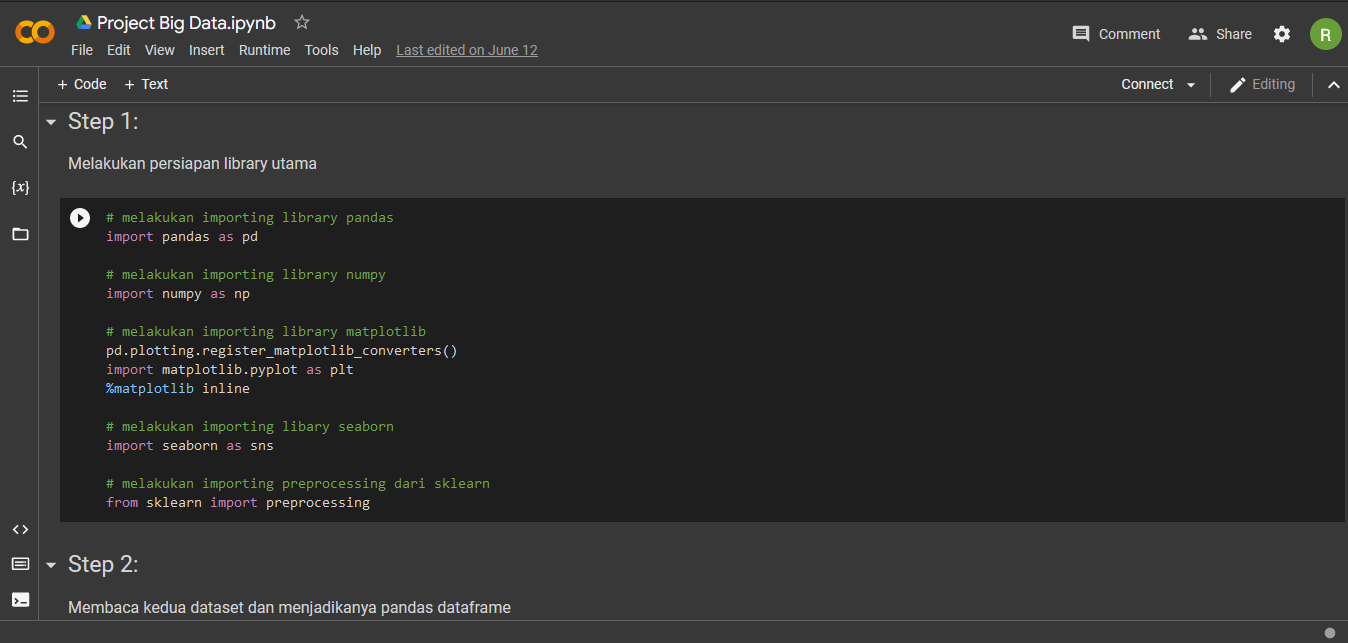 Project Big Data.ipynb
File Edit View Insert Runtime Tools Help Last edited on June 12
Comment Share R
+ Code + Text
Connect Editing
Step 1:
Melakukan persiapan library utama
{x}
# melakukan importing library pandas
import pandas as pd
# melakukan importing library numpy
import numpy as np
# melakukan importing library matplotlib
pd.plotting.register_matplotlib_converters()
import matplotlib.pyplot as plt
%matplotlib inline
# melakukan importing libary seaborn
import seaborn as sns
# melakukan importing preprocessing dari sklearn
from sklearn import preprocessing
Step 2:
Membaca kedua dataset dan menjadikanya pandas dataframe